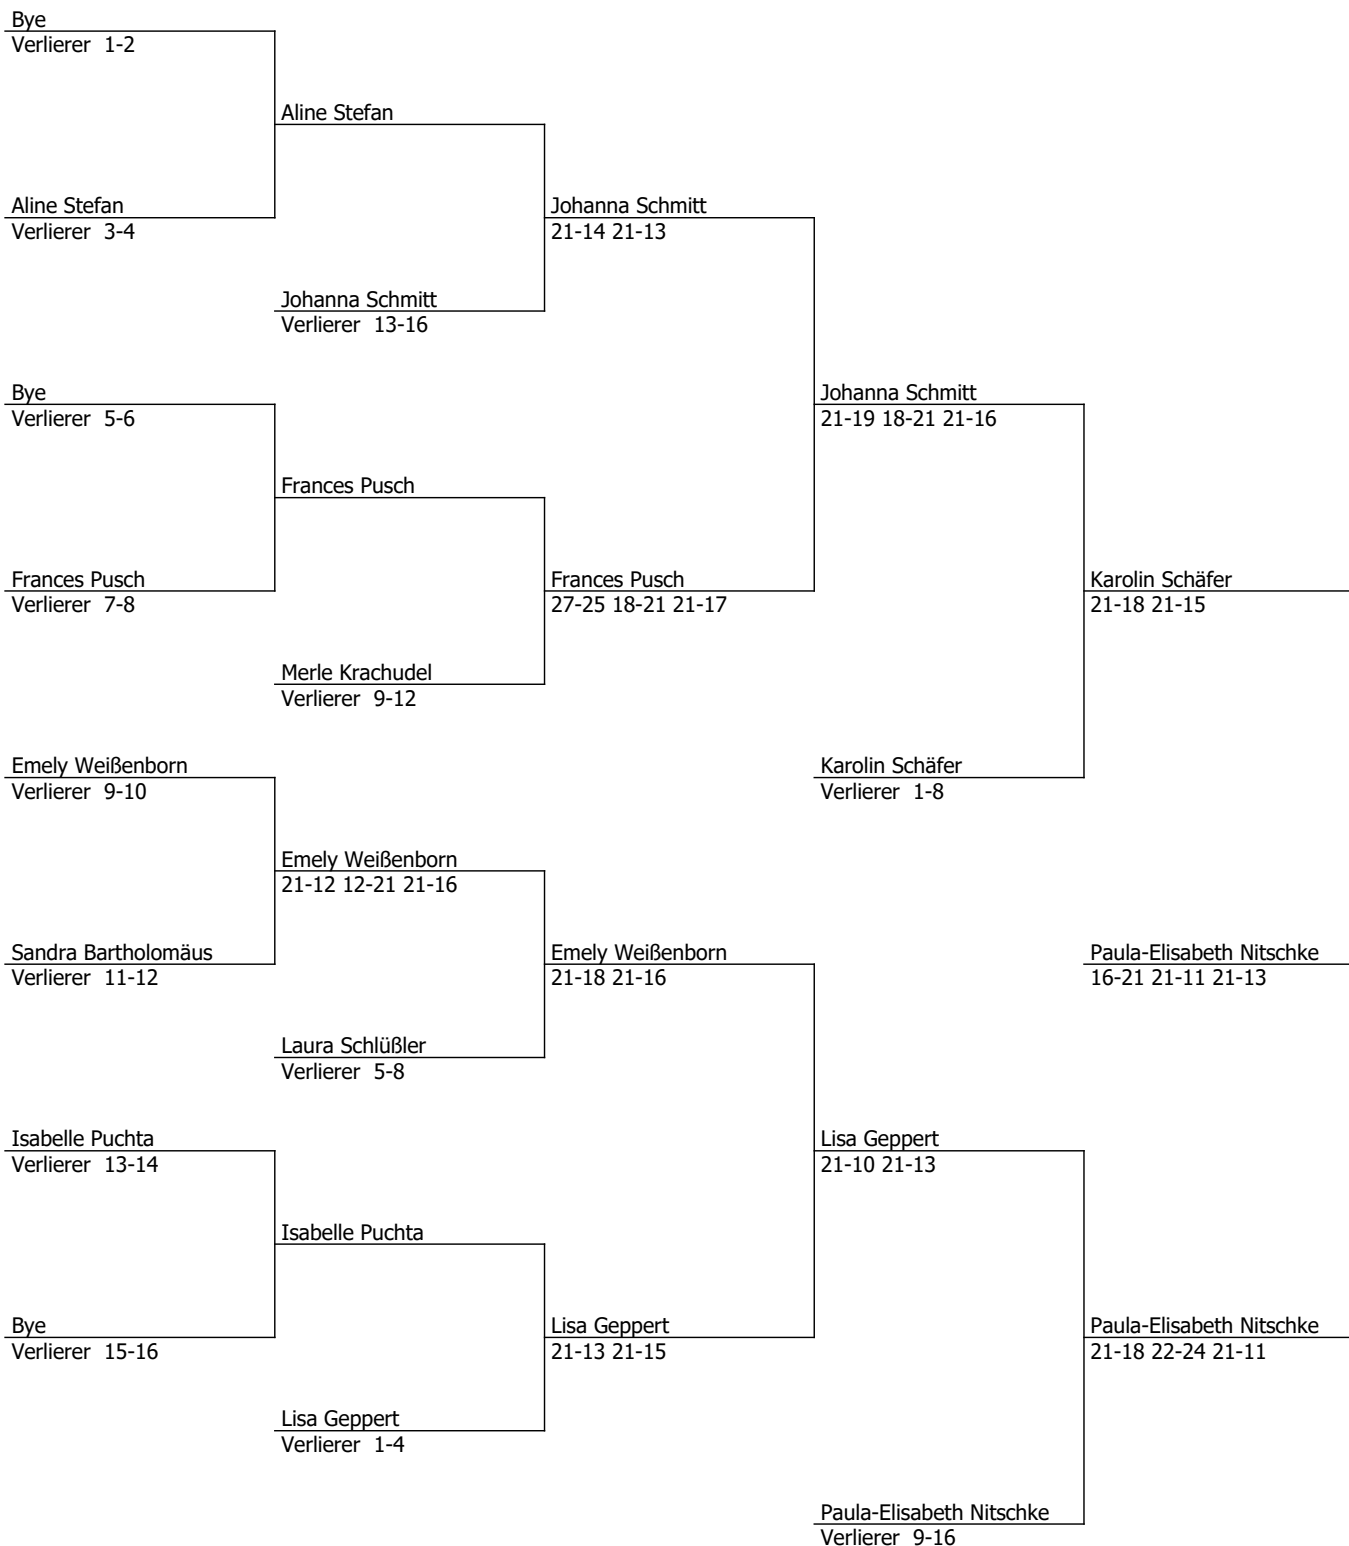 Bye
Verlierer 1-2
Aline Stefan
Aline Stefan
Verlierer 3-4
Johanna Schmitt
21-14 21-13
Johanna Schmitt
Verlierer 13-16
Bye
Verlierer 5-6
Johanna Schmitt
21-19 18-21 21-16
Frances Pusch
Frances Pusch
Verlierer 7-8
Frances Pusch
27-25 18-21 21-17
Karolin Schäfer
21-18 21-15
Merle Krachudel
Verlierer 9-12
Emely Weißenborn
Verlierer 9-10
Karolin Schäfer
Verlierer 1-8
Emely Weißenborn
21-12 12-21 21-16
Sandra Bartholomäus
Verlierer 11-12
Emely Weißenborn
21-18 21-16
Paula-Elisabeth Nitschke
16-21 21-11 21-13
Laura Schlüßler
Verlierer 5-8
Isabelle Puchta
Verlierer 13-14
Lisa Geppert
21-10 21-13
Isabelle Puchta
Bye
Verlierer 15-16
Lisa Geppert
21-13 21-15
Paula-Elisabeth Nitschke
21-18 22-24 21-11
Lisa Geppert
Verlierer 1-4
Paula-Elisabeth Nitschke
Verlierer 9-16